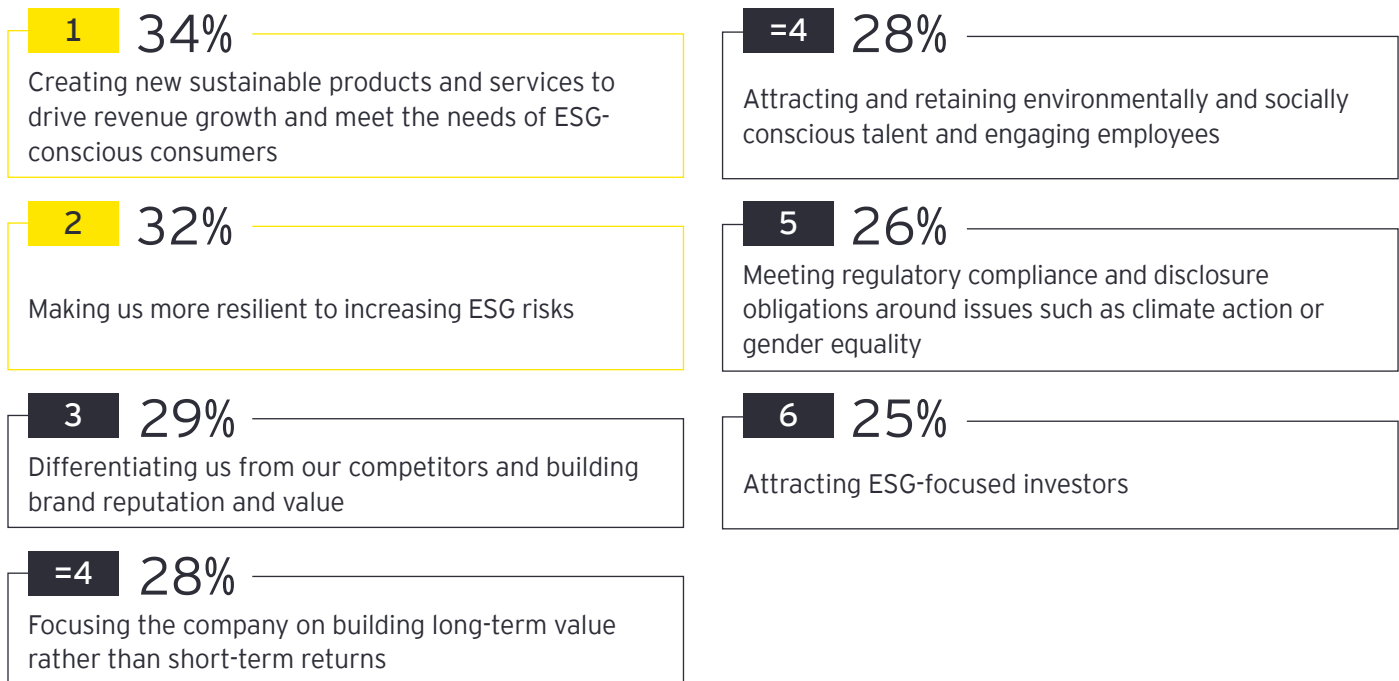 1 34%
Creating new sustainable products and services to
drive revenue growth and meet the needs of ESG-
conscious consumers
2 32%
Making us more resilient to increasing ESG risks
3 29%
Differentiating us from our competitors and building
brand reputation and value
=4 28%
Focusing the company on building long-term value
rather than short-term returns
=4 28%
Attracting and retaining environmentally and socially
conscious talent and engaging employees
5 26%
Meeting regulatory compliance and disclosure
obligations around issues such as climate action or
gender equality
6 25%
Attracting ESG-focused investors